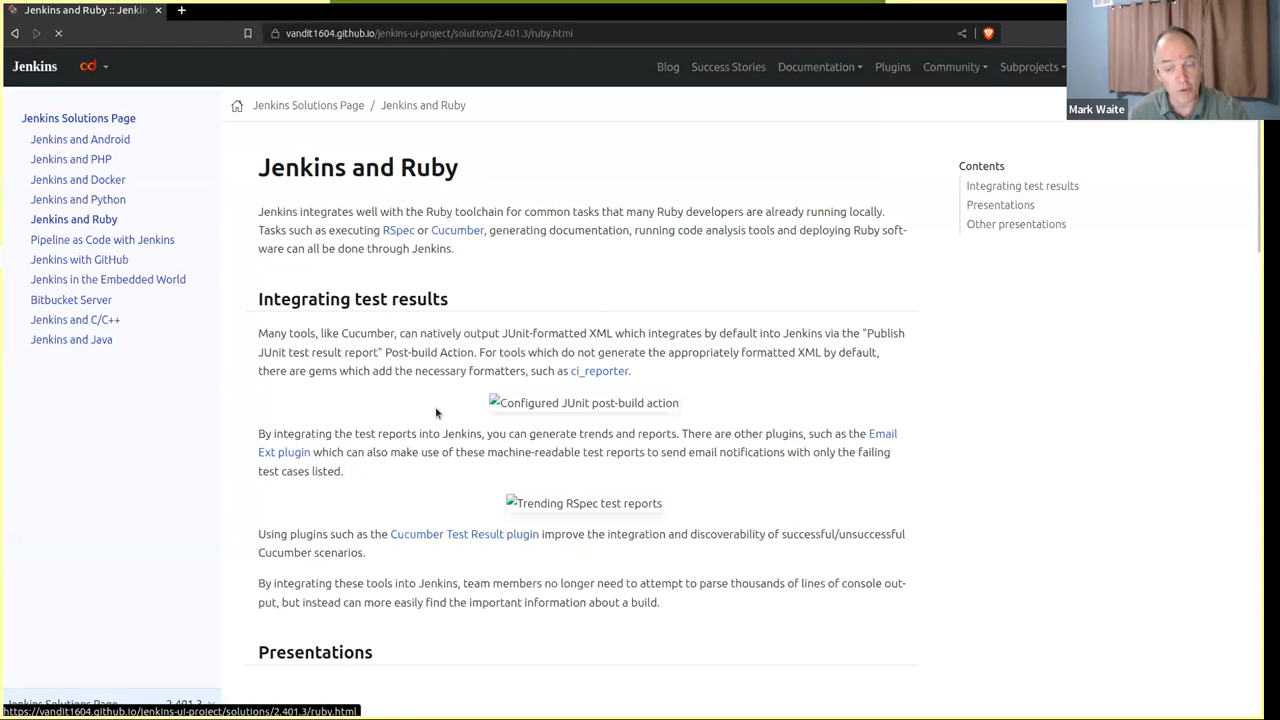 Jenkins and Ruby :: Jenkin
vandit1604.github.io/jenkins-ui-project/solutions/2.401.3/ruby.html
Jenkins
cd
Blog Success Stories Documentation Plugins Community Subprojects
Mark Waite
Jenkins Solutions Page
Jenkins and Android
Jenkins and PHP
Jenkins and Docker
Jenkins and Python
Jenkins and Ruby
Pipeline as Code with Jenkins
Jenkins with GitHub
Jenkins in the Embedded World
Bitbucket Server
Jenkins and C/C++
Jenkins and Java
Jenkins Solutions Page / Jenkins and Ruby
Jenkins and Ruby
Jenkins integrates well with the Ruby toolchain for common tasks that many Ruby developers are already running locally.
Tasks such as executing RSpec or Cucumber, generating documentation, running code analysis tools and deploying Ruby soft-
ware can all be done through Jenkins.
Integrating test results
Many tools, like Cucumber, can natively output JUnit-formatted XML which integrates by default into Jenkins via the "Publish
JUnit test result report" Post-build Action. For tools which do not generate the appropriately formatted XML by default,
there are gems which add the necessary formatters, such as ci_reporter.
Configured JUnit post-build action
By integrating the test reports into Jenkins, you can generate trends and reports. There are other plugins, such as the Email
Ext plugin which can also make use of these machine-readable test reports to send email notifications with only the failing
test cases listed.
Trending RSpec test reports
Using plugins such as the Cucumber Test Result plugin improve the integration and discoverability of successful/unsuccessful
Cucumber scenarios.
By integrating these tools into Jenkins, team members no longer need to attempt to parse thousands of lines of console out-
put, but instead can more easily find the important information about a build.
Presentations
Contents
Integrating test results
Presentations
Other presentations
Jenkins Solutions Page 2.401.3
https://vandit1604.github.io/jenkins-ui-project/solutions/2.401.3/ruby.html